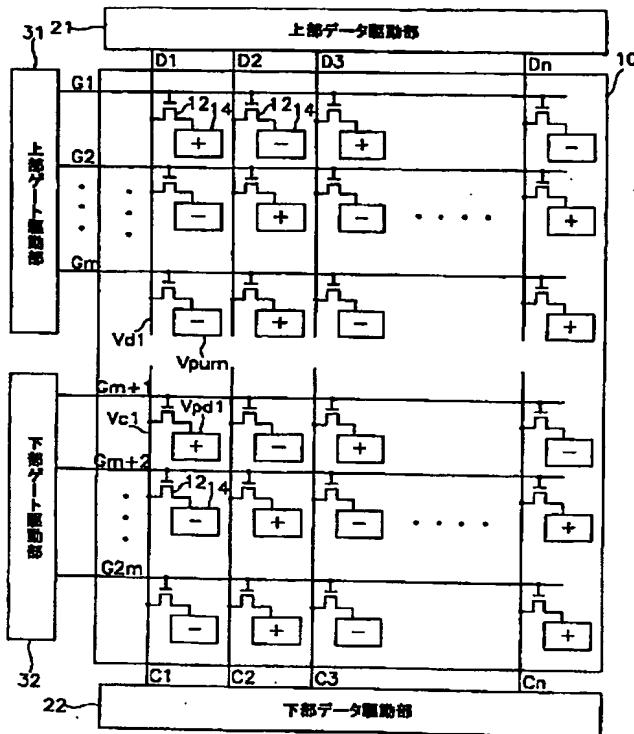 31
21
上部データ駆動部
10
D1 D2 D3 Dn
G1
12 14 12 14
+ - + -
上部ゲート駆動部
G2
- + - +
Gm
- + - +
Vd1
Vpum
Gm+1
Vc1 Vpd1
+ - + -
下部ゲート駆動部
Gm+2
12 14
- + - +
G2m
- + - +
32
C1 C2 C3 Cn
22
下部データ駆動部